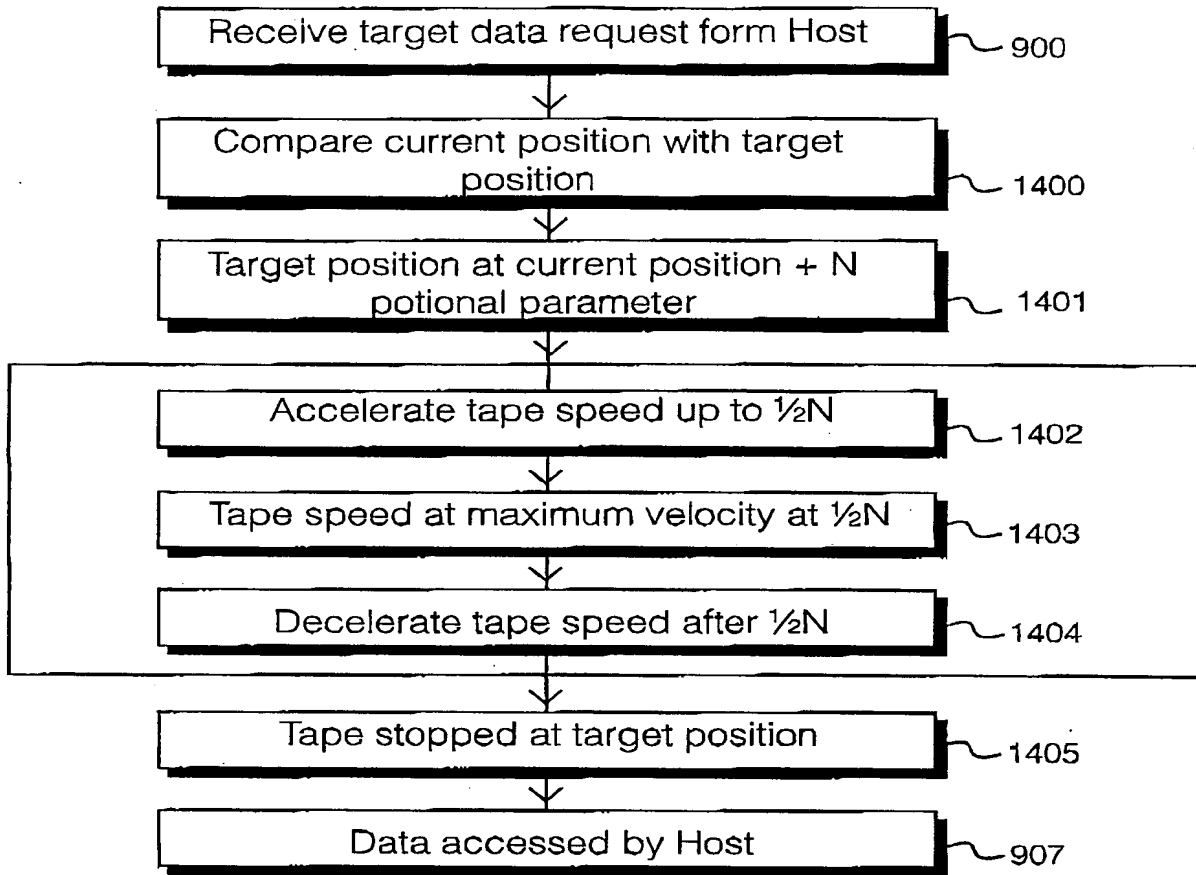 Receive target data request form Host
900
Compare current position with target
position
1400
Target position at current position + N
potional parameter
1401
Accelerate tape speed up to ½N
1402
Tape speed at maximum velocity at ½N
1403
Decelerate tape speed after ½N
1404
Tape stopped at target position
1405
Data accessed by Host
907